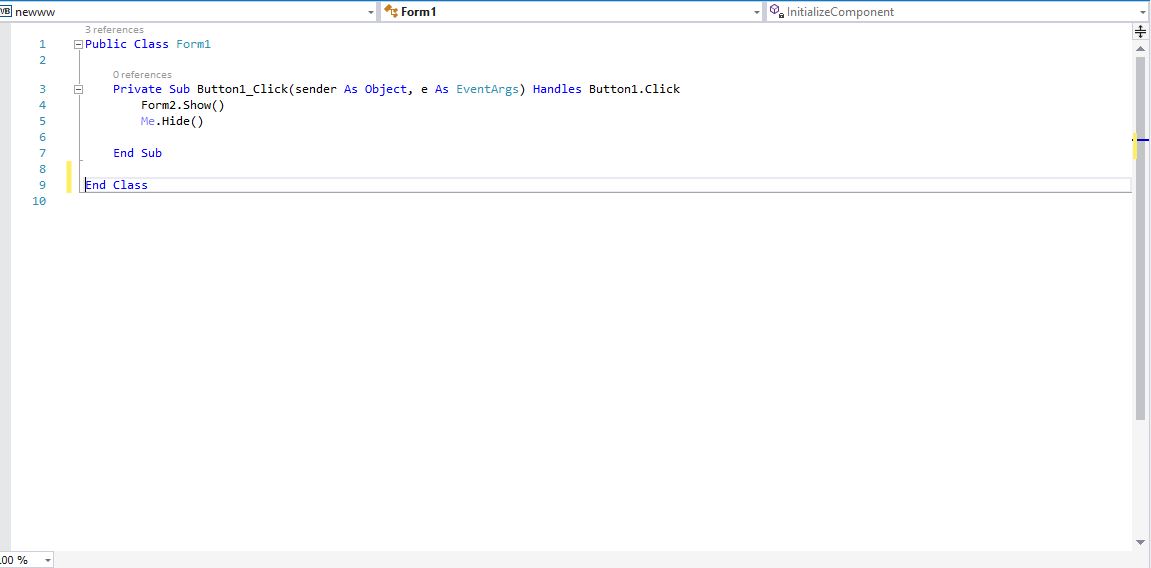 VB newww Form1 InitializeComponent
3 references
1 Public Class Form1
2
0 references
3 Private Sub Button1_Click(sender As Object, e As EventArgs) Handles Button1.Click
4 Form2.Show()
5 Me.Hide()
6
7 End Sub
8
9 End Class
10
.00 %